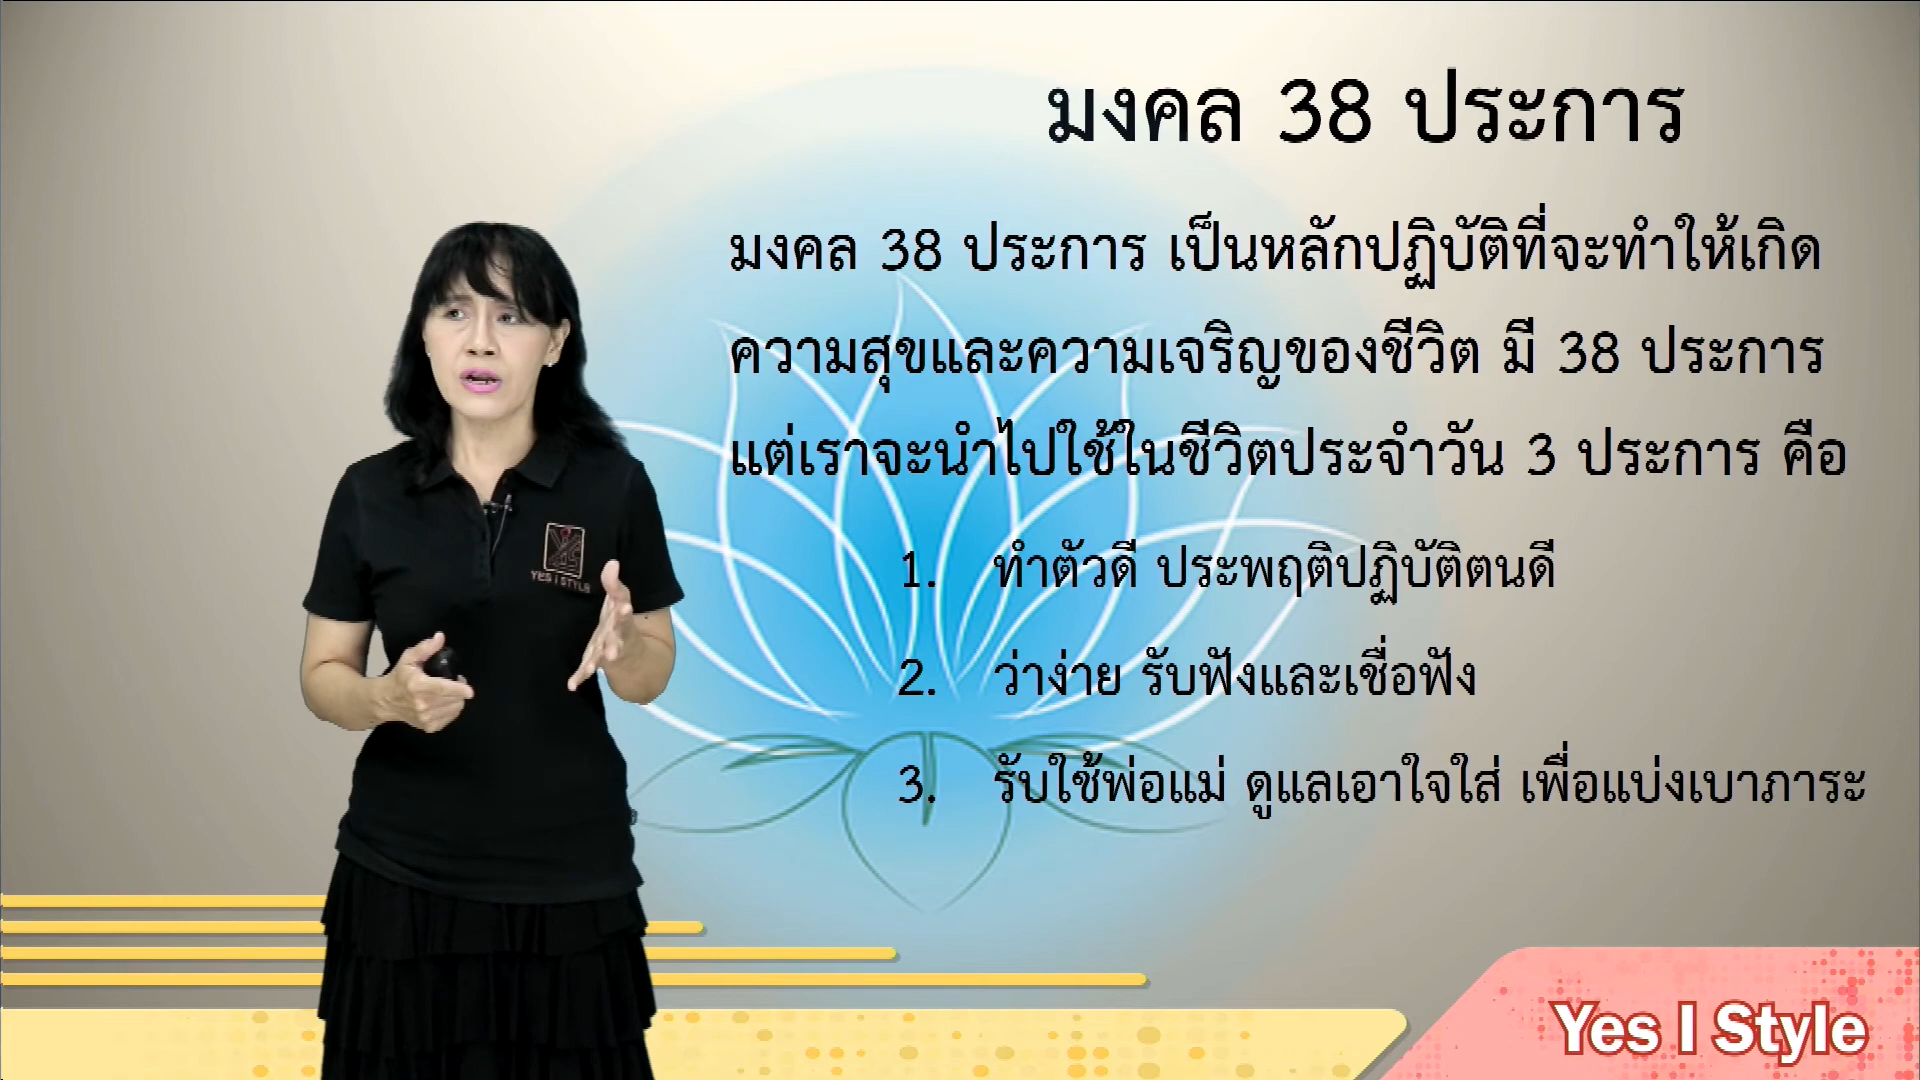 มงคล 38 ประการ
มงคล 38 ประการ เป็นหลักปฏิบัติที่จะทำให้เกิด
ความสุขและความเจริญของชีวิต มี 38 ประการ
แต่เราจะนำไปใช้ในชีวิตประจำวัน 3 ประการ คือ
1. ทำตัวดี ประพฤติปฏิบัติตนดี
2. ว่าง่าย รับฟังและเชื่อฟัง
3. รับใช้พ่อแม่ ดูแลเอาใจใส่ เพื่อแบ่งเบาภาระ
YES I STYLE
Yes I Style